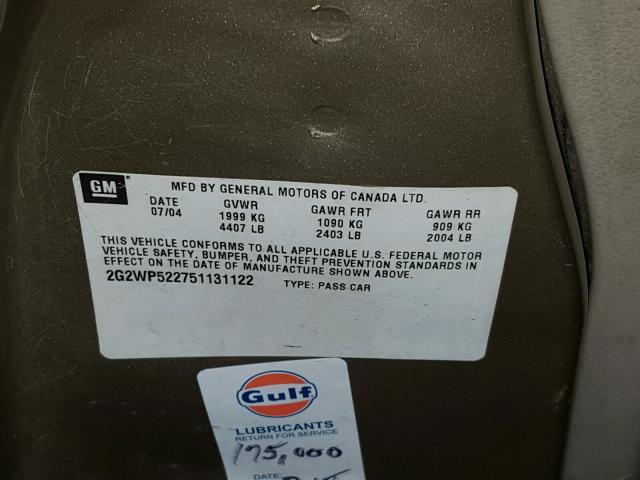 GM MFD BY GENERAL MOTORS OF CANADA LTD.
DATE GVWR GAWR FRT GAWR RR
07/04 1999 KG 1090 KG 909 KG
4407 LB 2403 LB 2004 LB
THIS VEHICLE CONFORMS TO ALL APPLICABLE U.S. FEDERAL MOTOR
VEHICLE SAFETY, BUMPER, AND THEFT PREVENTION STANDARDS IN
EFFECT ON THE DATE OF MANUFACTURE SHOWN ABOVE.
2G2WP522751131122 TYPE: PASS CAR
Gulf
LUBRICANTS
RETURN FOR SERVICE
175,000
DATE: